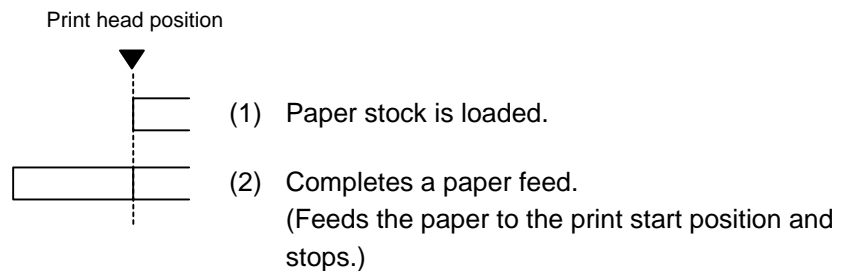 Print head position
(1) Paper stock is loaded.
(2) Completes a paper feed.
(Feeds the paper to the print start position and
stops.)